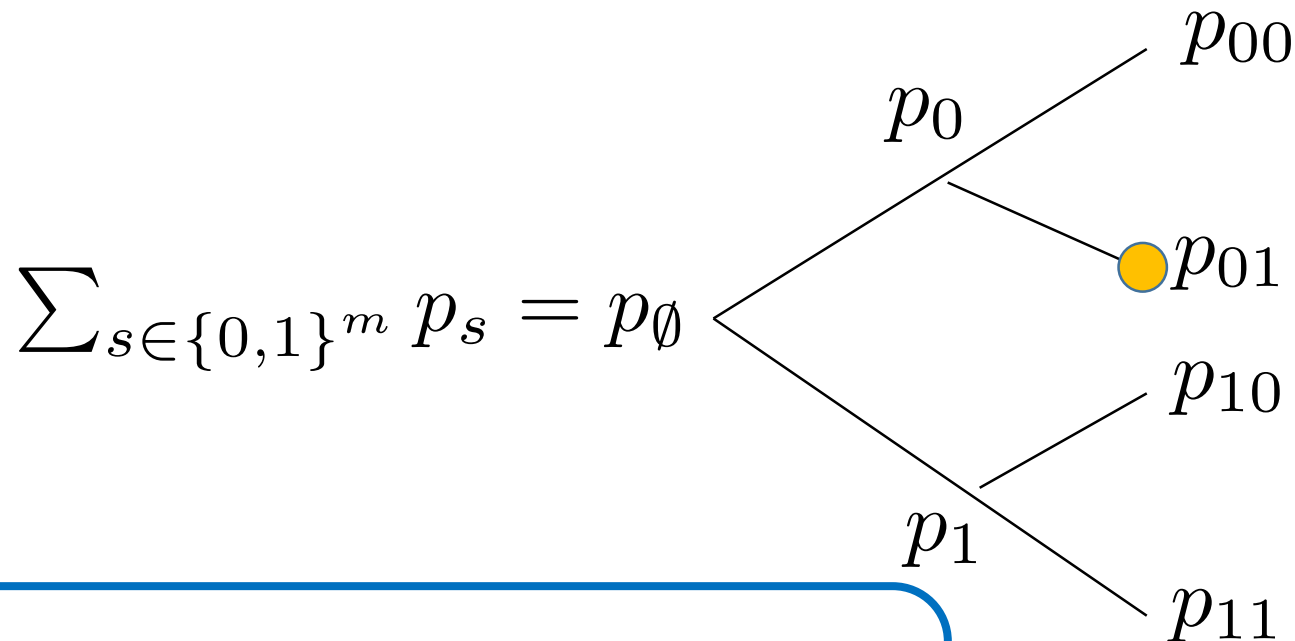 p_{00}
p_0
p_{01}
\sum_{s \in \{0,1\}^m} p_s = p_\emptyset
p_{10}
p_1
p_{11}